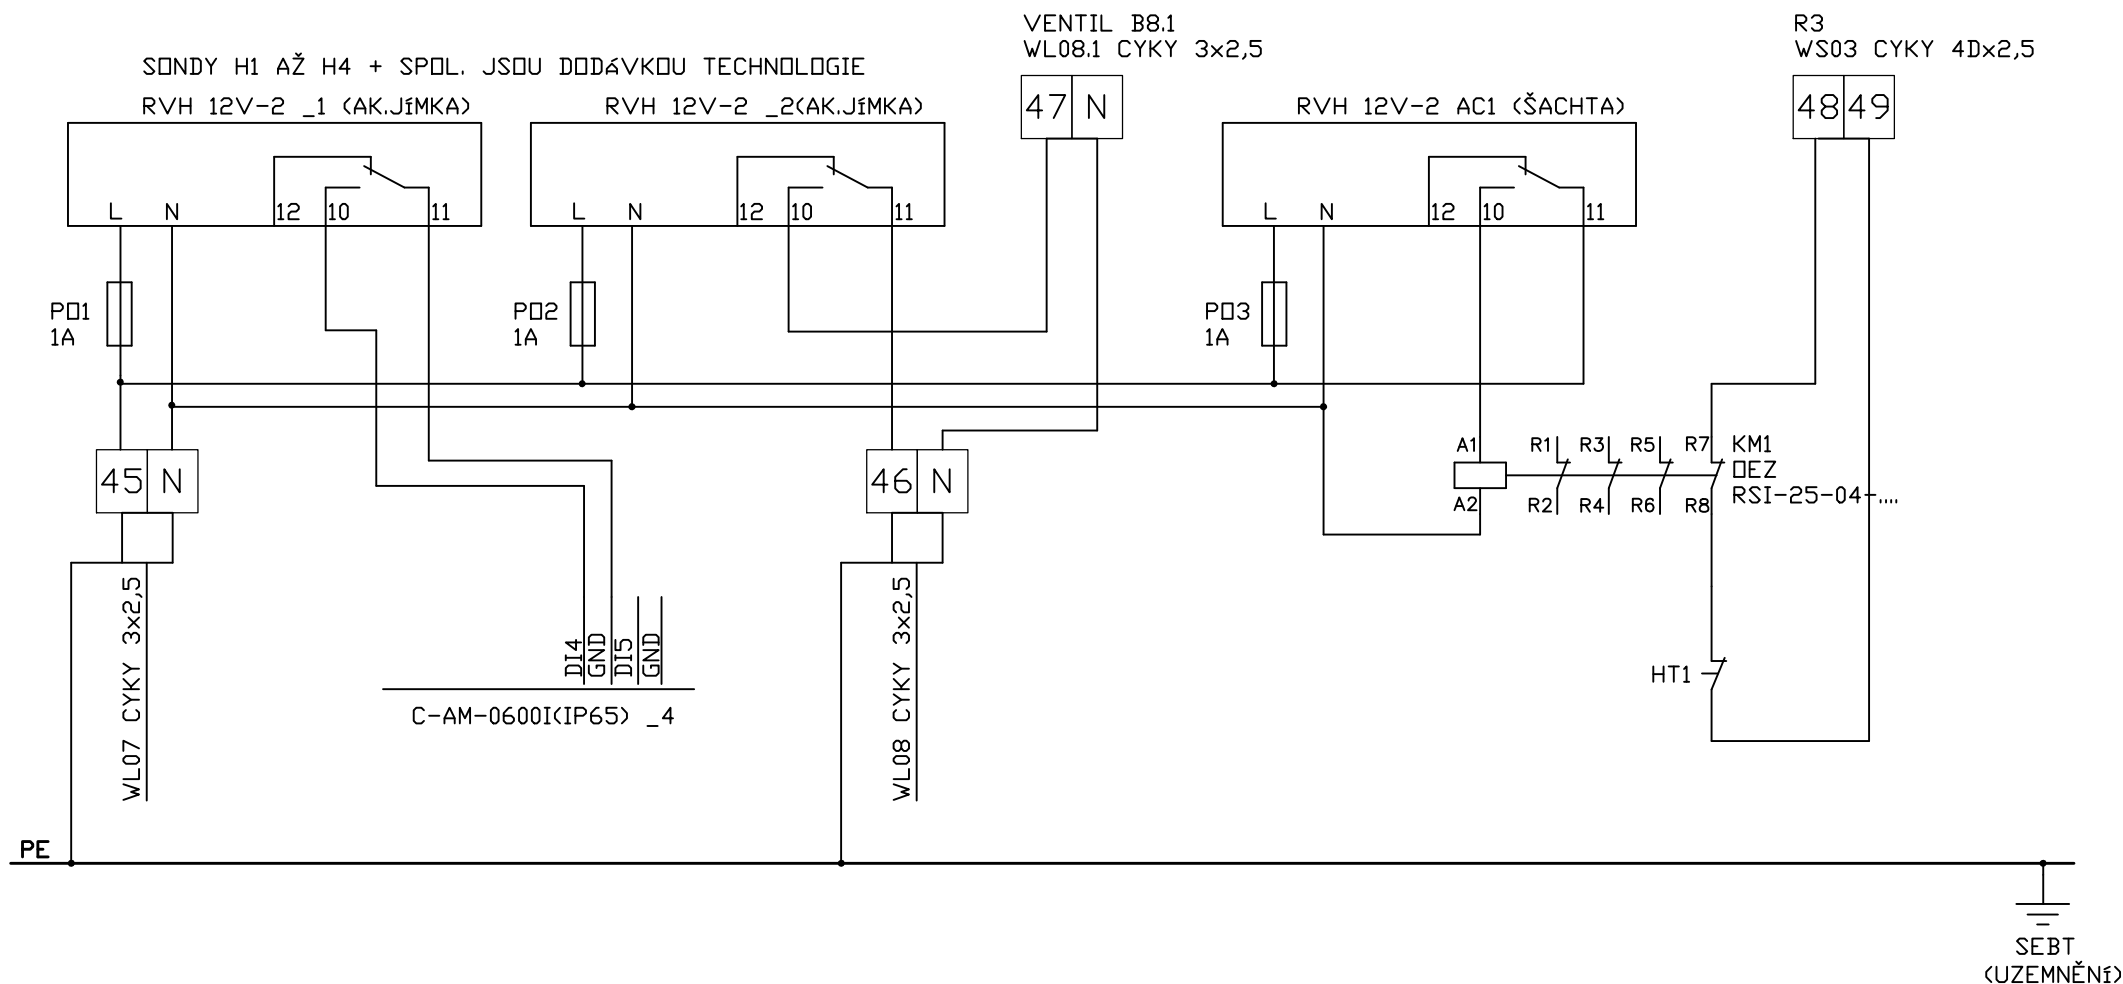 VENTIL B8.1
WL08.1 CYKY 3x2,5
R3
WS03 CYKY 4Dx2,5
SONDY H1 AŽ H4 + SPOL. JSOU DODáVKOU TECHNOLOGIE
RVH 12V-2 _1 (AK.JíMKA)
RVH 12V-2 _2(AK.JíMKA)
47 N
RVH 12V-2 AC1 (ŠACHTA)
48 49
L N 12 10 11
L N 12 10 11
L N 12 10 11
PO1
1A
PO2
1A
PO3
1A
45 N
46 N
A1
A2
R1 R3 R5 R7
R2 R4 R6 R8
KM1
OEZ
RSI-25-04-....
WL07 CYKY 3x2,5
DI4
GND
DI5
GND
C-AM-0600I(IP65) _4
WL08 CYKY 3x2,5
HT1
PE
SEBT
(UZEMNĚNí)